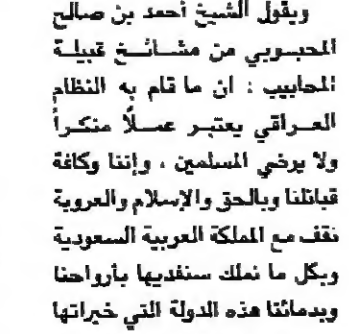 ويقول الشيخ أحمد بن صالح
المحبوبي من مشائخ قبيلة
المحابيب : ان ما قام به النظام
العراقي يعتبر عملًا منكراً
ولا يرضي المسلمين ، وإننا وكافة
قبائلنا وبالحق والإسلام والعروبة
نقف مع المملكة العربية السعودية
وبكل ما نملك سنفديها بأرواحنا
وبدمائنا هذه الدولة التي خيراتها